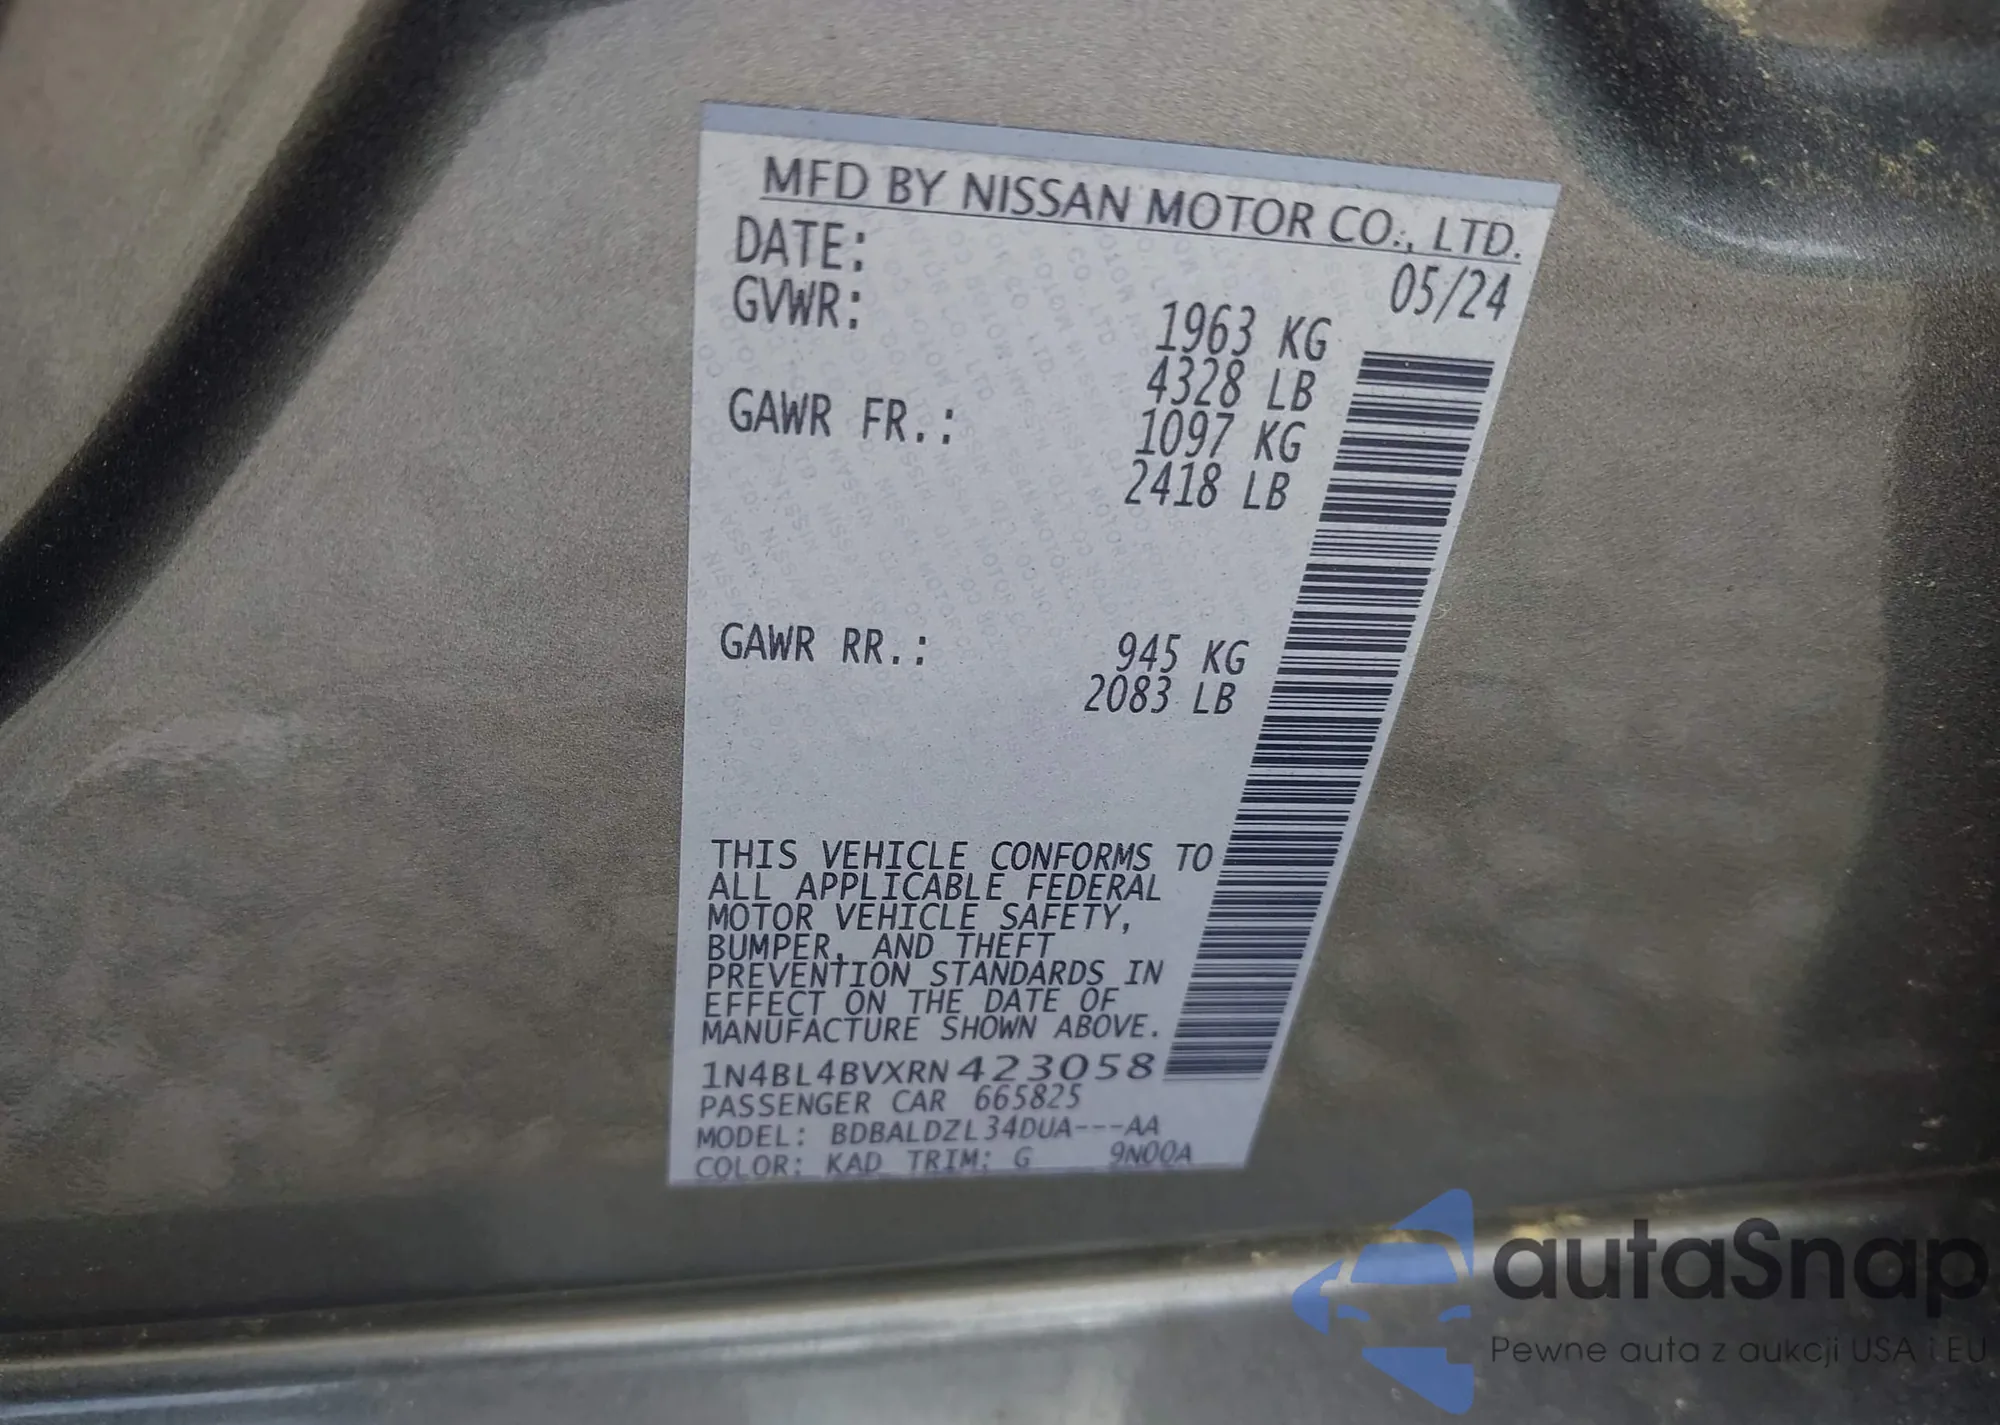 MFD BY NISSAN MOTOR CO., LTD.
DATE: 05/24
GVWR: 1963 KG
4328 LB
GAWR FR.: 1097 KG
2418 LB
GAWR RR.: 945 KG
2083 LB
THIS VEHICLE CONFORMS TO
ALL APPLICABLE FEDERAL
MOTOR VEHICLE SAFETY,
BUMPER, AND THEFT
PREVENTION STANDARDS IN
EFFECT ON THE DATE OF
MANUFACTURE SHOWN ABOVE.
1N4BL4BVXRN423058
PASSENGER CAR 665825
MODEL: BDBALDZL34DUA---AA
COLOR: KAD TRIM: G 9N00A
autaSnap
Pewne auta z aukcji USA i EU